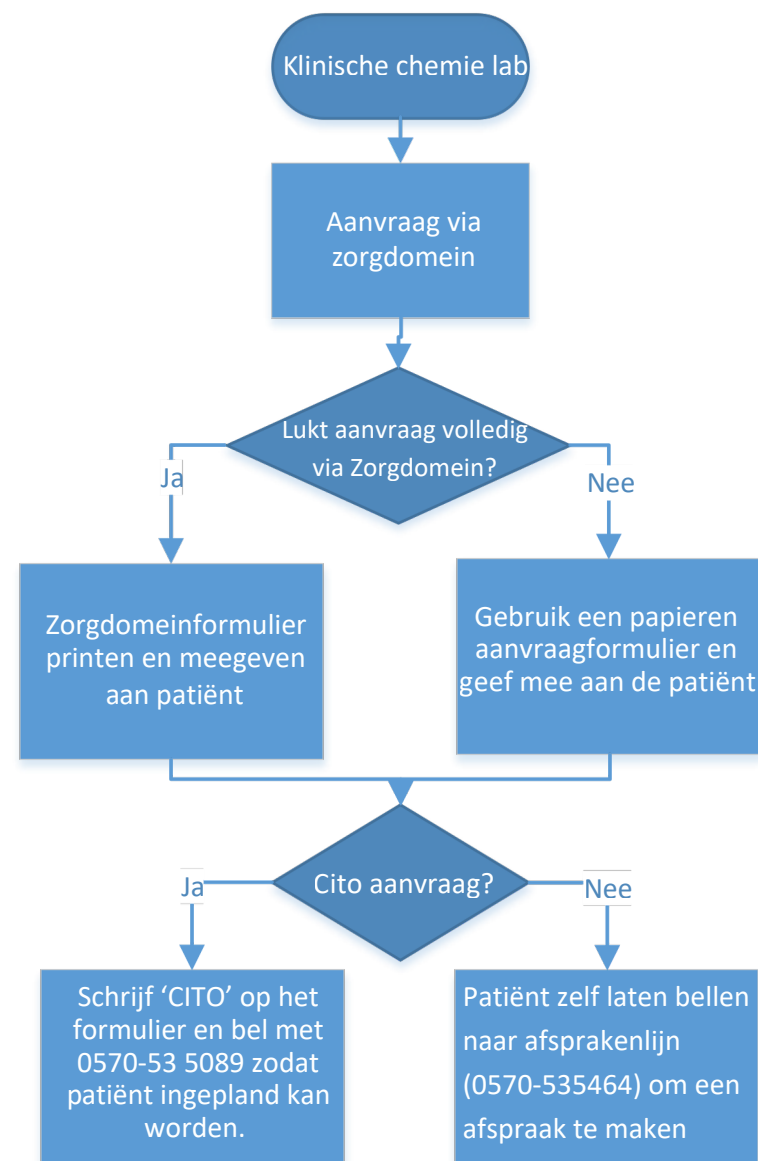 Klinische chemie lab
Aanvraag via
zorgdomein
Lukt aanvraag volledig
via Zorgdomein?
Ja
Nee
Zorgdomeinformulier
printen en meegeven
aan patiënt
Gebruik een papieren
aanvraagformulier en
geef mee aan de patiënt
Cito aanvraag?
Ja
Nee
Schrijf ‘CITO’ op het
formulier en bel met
0570-53 5089 zodat
patiënt ingepland kan
worden.
Patiënt zelf laten bellen
naar afsprakenlijn
(0570-535464) om een
afspraak te maken